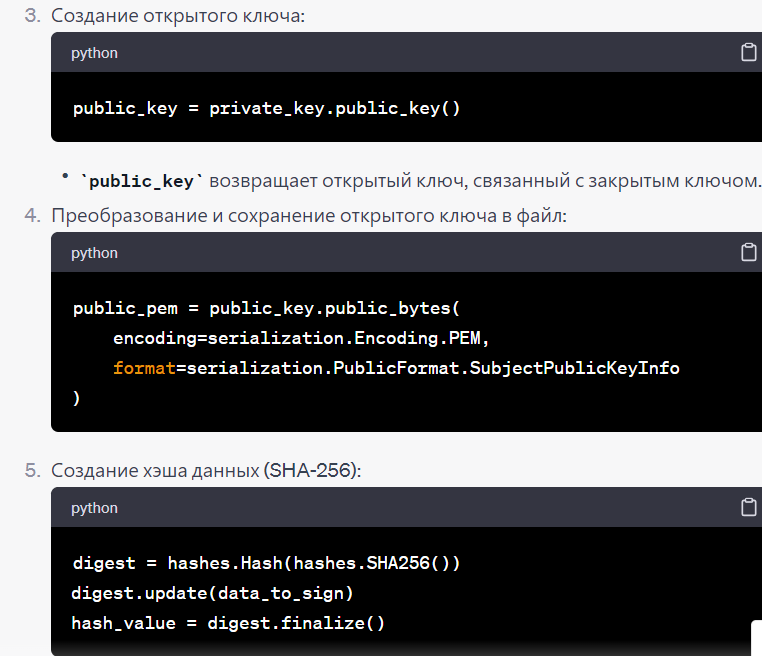 3. Создание открытого ключа:
python
public_key = private_key.public_key()
• `public_key` возвращает открытый ключ, связанный с закрытым ключом.
4. Преобразование и сохранение открытого ключа в файл:
python
public_pem = public_key.public_bytes(
    encoding=serialization.Encoding.PEM,
    format=serialization.PublicFormat.SubjectPublicKeyInfo
)
5. Создание хэша данных (SHA-256):
python
digest = hashes.Hash(hashes.SHA256())
digest.update(data_to_sign)
hash_value = digest.finalize()